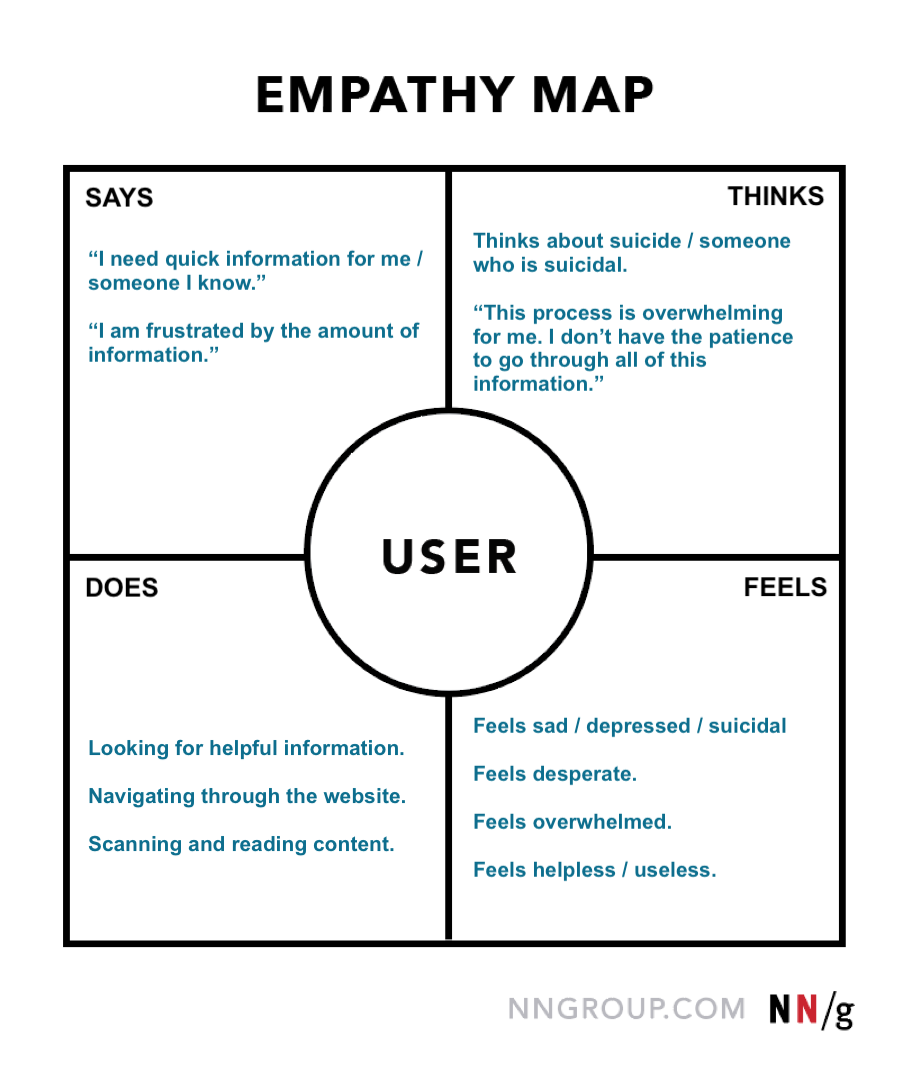 EMPATHY MAP
SAYS
“I need quick information for me /
someone I know.”
“I am frustrated by the amount of
information.”
THINKS
Thinks about suicide / someone
who is suicidal.
“This process is overwhelming
for me. I don’t have the patience
to go through all of this
information.”
USER
DOES
Looking for helpful information.
Navigating through the website.
Scanning and reading content.
FEELS
Feels sad / depressed / suicidal
Feels desperate.
Feels overwhelmed.
Feels helpless / useless.
NNGROUP.COM NN/g